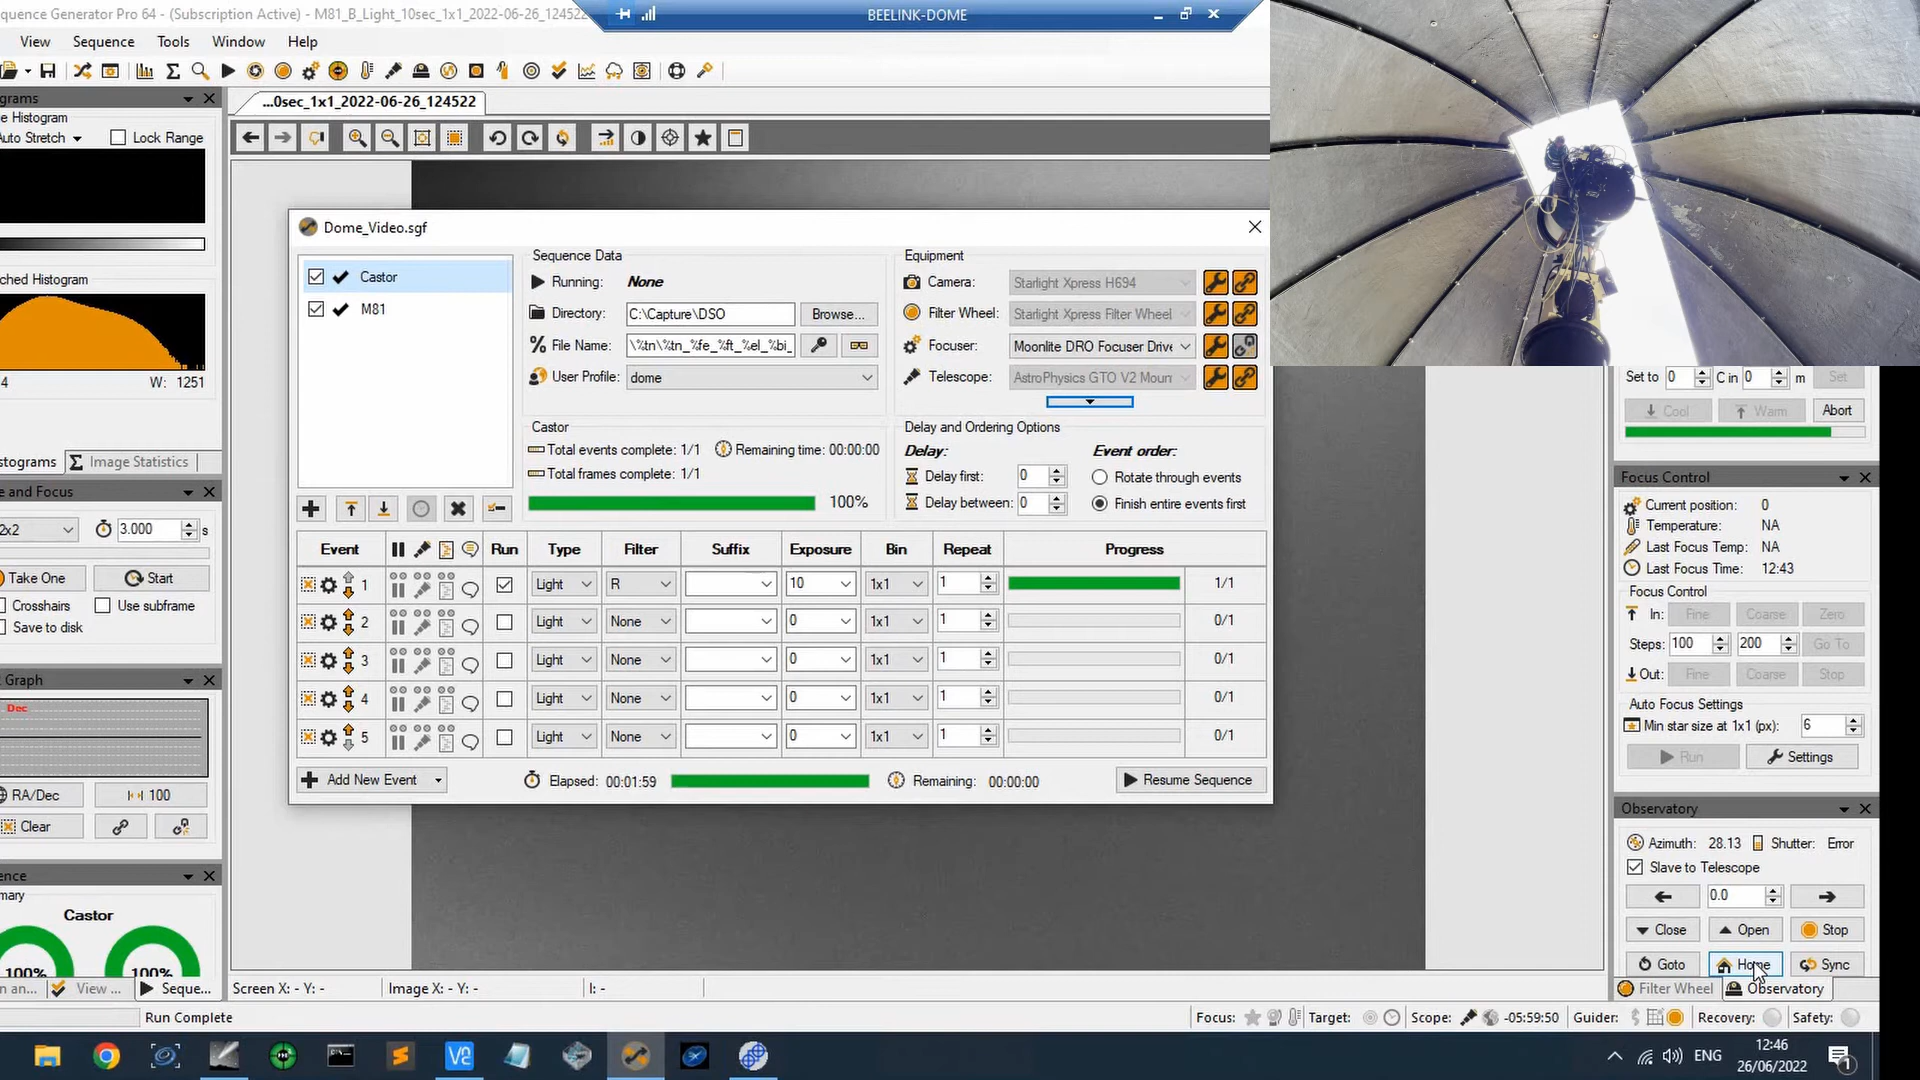 quence Generator Pro 64 - (Subscription Active) - M81_B_Light_10sec_1x1_2022-06-26_124522
BEELINK-DOME
View Sequence Tools Window Help
grams
...0sec_1x1_2022-06-26_124522
e Histogram
Auto Stretch
Lock Range
ched Histogram
4 W: 1251
stograms
Image Statistics
e and Focus
2x2
3.000
s
Take One
Start
Crosshairs
Use subframe
Save to disk
Graph
Dec
RA/Dec
100
Clear
ence
mary
Castor
100%
100%
n an...
View ...
Seque...
Dome_Video.sgf
Castor
M81
Sequence Data
Running: None
Directory: C:\Capture\DSO Browse...
File Name: \%tn\%tn_%fe_%ft_%el_%bi_
User Profile: dome
Equipment
Camera: Starlight Xpress H694
Filter Wheel: Starlight Xpress Filter Wheel
Focuser: Moonlite DRO Focuser Drive
Telescope: AstroPhysics GTO V2 Moun
Castor
Total events complete: 1/1 Remaining time: 00:00:00
Total frames complete: 1/1
100%
Delay and Ordering Options
Delay: Event order:
Delay first: 0 Rotate through events
Delay between: 0 Finish entire events first
Event Run Type Filter Suffix Exposure Bin Repeat Progress
1 Light R 10 1x1 1 1/1
2 Light None 0 1x1 1 0/1
3 Light None 0 1x1 1 0/1
4 Light None 0 1x1 1 0/1
5 Light None 0 1x1 1 0/1
Add New Event
Elapsed: 00:01:59
Remaining: 00:00:00
Resume Sequence
Set to 0 C in 0 m Set
Cool Warm Abort
Focus Control
Current position: 0
Temperature: NA
Last Focus Temp: NA
Last Focus Time: 12:43
Focus Control
In: Fine Coarse Zero
Steps: 100 200 Go To
Out: Fine Coarse Stop
Auto Focus Settings
Min star size at 1x1 (px): 6
Run Settings
Observatory
Azimuth: 28.13 Shutter: Error
Slave to Telescope
0.0
Close Open Stop
Goto Home Sync
Filter Wheel Observatory
Screen X: - Y: - Image X: - Y: - I: -
Run Complete
Focus: Target: Scope: -05:59:50 Guider: Recovery: Safety:
ENG
12:46
26/06/2022
1